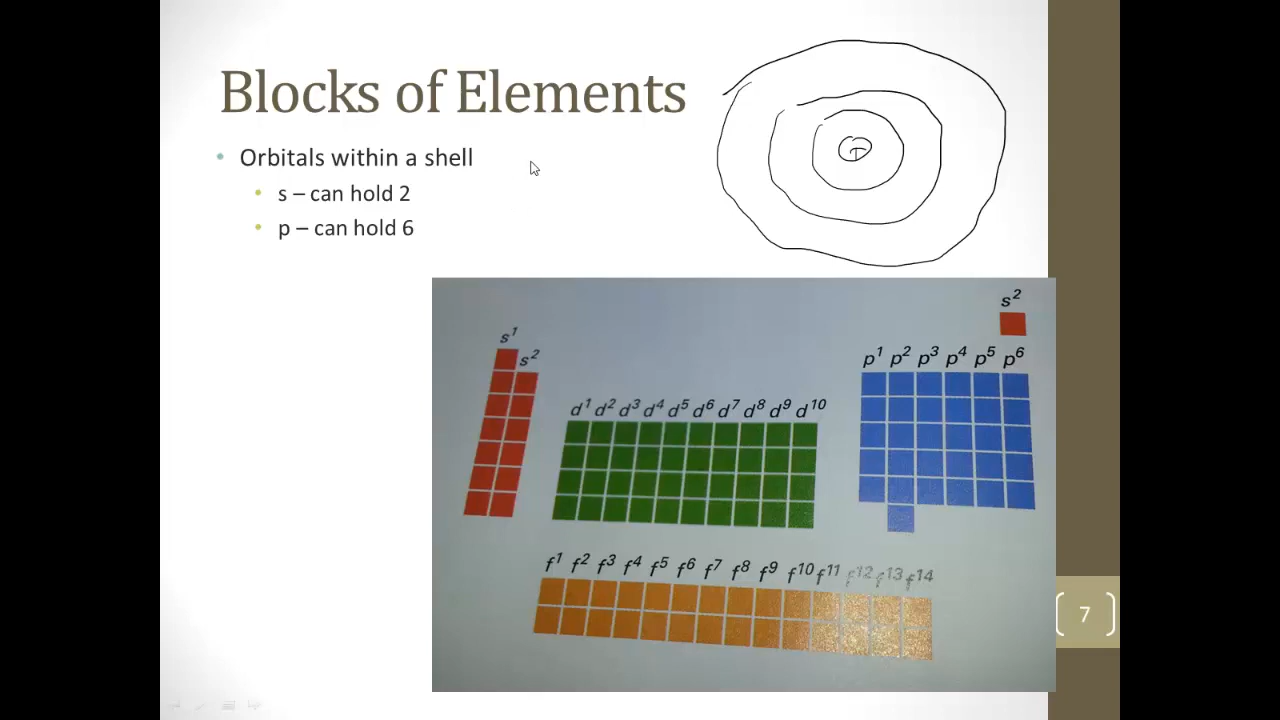 Blocks of Elements
• Orbitals within a shell
• s – can hold 2
• p – can hold 6
s²
s¹
s²
p¹ p² p³ p⁴ p⁵ p⁶
d¹ d² d³ d⁴ d⁵ d⁶ d⁷ d⁸ d⁹ d¹⁰
f¹ f² f³ f⁴ f⁵ f⁶ f⁷ f⁸ f⁹ f¹⁰ f¹¹ f¹² f¹³ f¹⁴
7